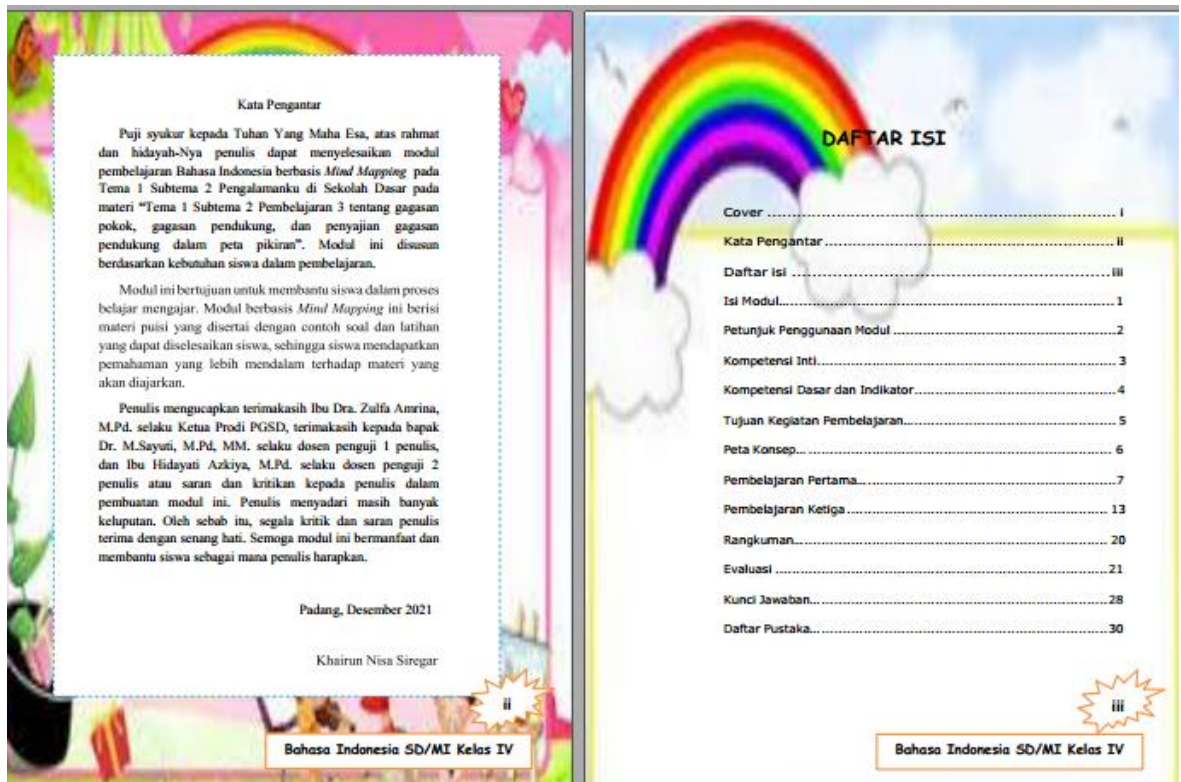 Kata Pengantar
Puji syukur kepada Tuhan Yang Maha Esa, atas rahmat
dan hidayah-Nya penulis dapat menyelesaikan modul
pembelajaran Bahasa Indonesia berbasis Mind Mapping pada
Tema 1 Subtema 2 Pengalamanku di Sekolah Dasar pada
materi “Tema 1 Subtema 2 Pembelajaran 3 tentang gagasan
pokok, gagasan pendukung, dan penyajian gagasan
pendukung dalam peta pikiran”. Modul ini disusun
berdasarkan kebutuhan siswa dalam pembelajaran.
Modul ini bertujuan untuk membantu siswa dalam proses
belajar mengajar. Modul berbasis Mind Mapping ini berisi
materi puisi yang disertai dengan contoh soal dan latihan
yang dapat diselesaikan siswa, sehingga siswa mendapatkan
pemahaman yang lebih mendalam terhadap materi yang
akan diajarkan.
Penulis mengucapkan terimakasih Ibu Dra. Zulfa Amrina,
M.Pd. selaku Ketua Prodi PGSD, terimakasih kepada bapak
Dr. M.Sayuti, M.Pd, MM. selaku dosen penguji 1 penulis,
dan Ibu Hidayati Azkiya, M.Pd. selaku dosen penguji 2
penulis atau saran dan kritikan kepada penulis dalam
pembuatan modul ini. Penulis menyadari masih banyak
keluputan. Oleh sebab itu, segala kritik dan saran penulis
terima dengan senang hati. Semoga modul ini bermanfaat dan
membantu siswa sebagai mana penulis harapkan.
Padang, Desember 2021
Khairun Nisa Siregar
ii
Bahasa Indonesia SD/MI Kelas IV
DAFTAR ISI
Cover ................................................................ i
Kata Pengantar ................................................................ ii
Daftar isi ................................................................ iii
Isi Modul................................................................ 1
Petunjuk Penggunaan Modul ................................................................ 2
Kompetensi Inti................................................................ 3
Kompetensi Dasar dan Indikator................................................................ 4
Tujuan Kegiatan Pembelajaran................................................................ 5
Peta Konsep................................................................ 6
Pembelajaran Pertama................................................................ 7
Pembelajaran Ketiga ................................................................ 13
Rangkuman................................................................ 20
Evaluasi ................................................................ 21
Kunci Jawaban................................................................ 28
Daftar Pustaka................................................................ 30
iii
Bahasa Indonesia SD/MI Kelas IV